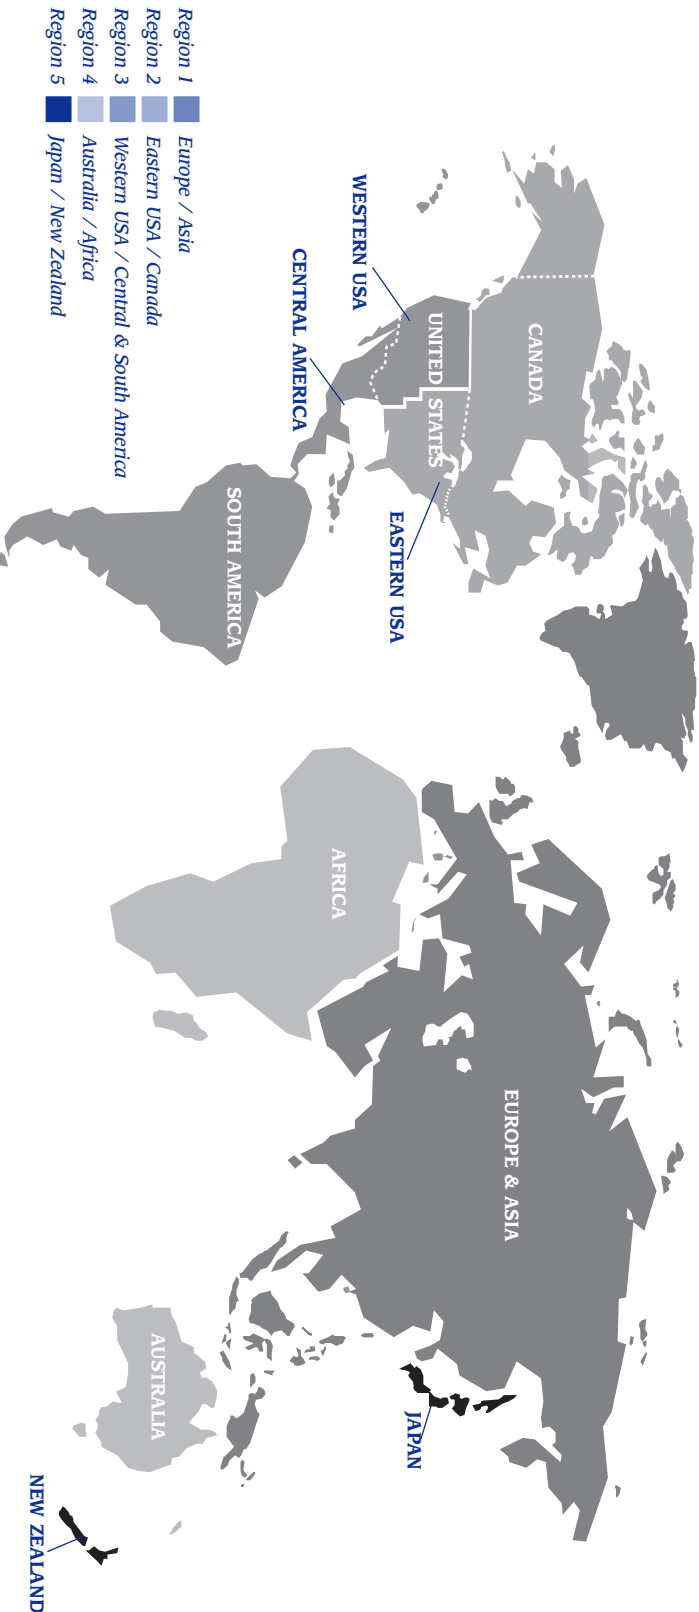 CANADA
UNITED STATES
WESTERN USA
CENTRAL AMERICA
EASTERN USA
SOUTH AMERICA
AFRICA
EUROPE & ASIA
AUSTRALIA
JAPAN
NEW ZEALAND
Region 1 Europe / Asia
Region 2 Eastern USA / Canada
Region 3 Western USA / Central & South America
Region 4 Australia / Africa
Region 5 Japan / New Zealand